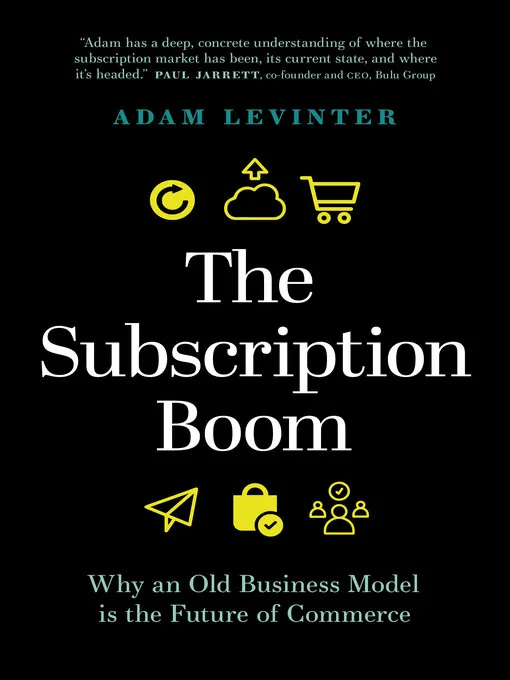 “Adam has a deep, concrete understanding of where the
subscription market has been, its current state, and where
it’s headed.” PAUL JARRETT, co-founder and CEO, Bulu Group
ADAM LEVINTER
The
Subscription
Boom
Why an Old Business Model
is the Future of Commerce